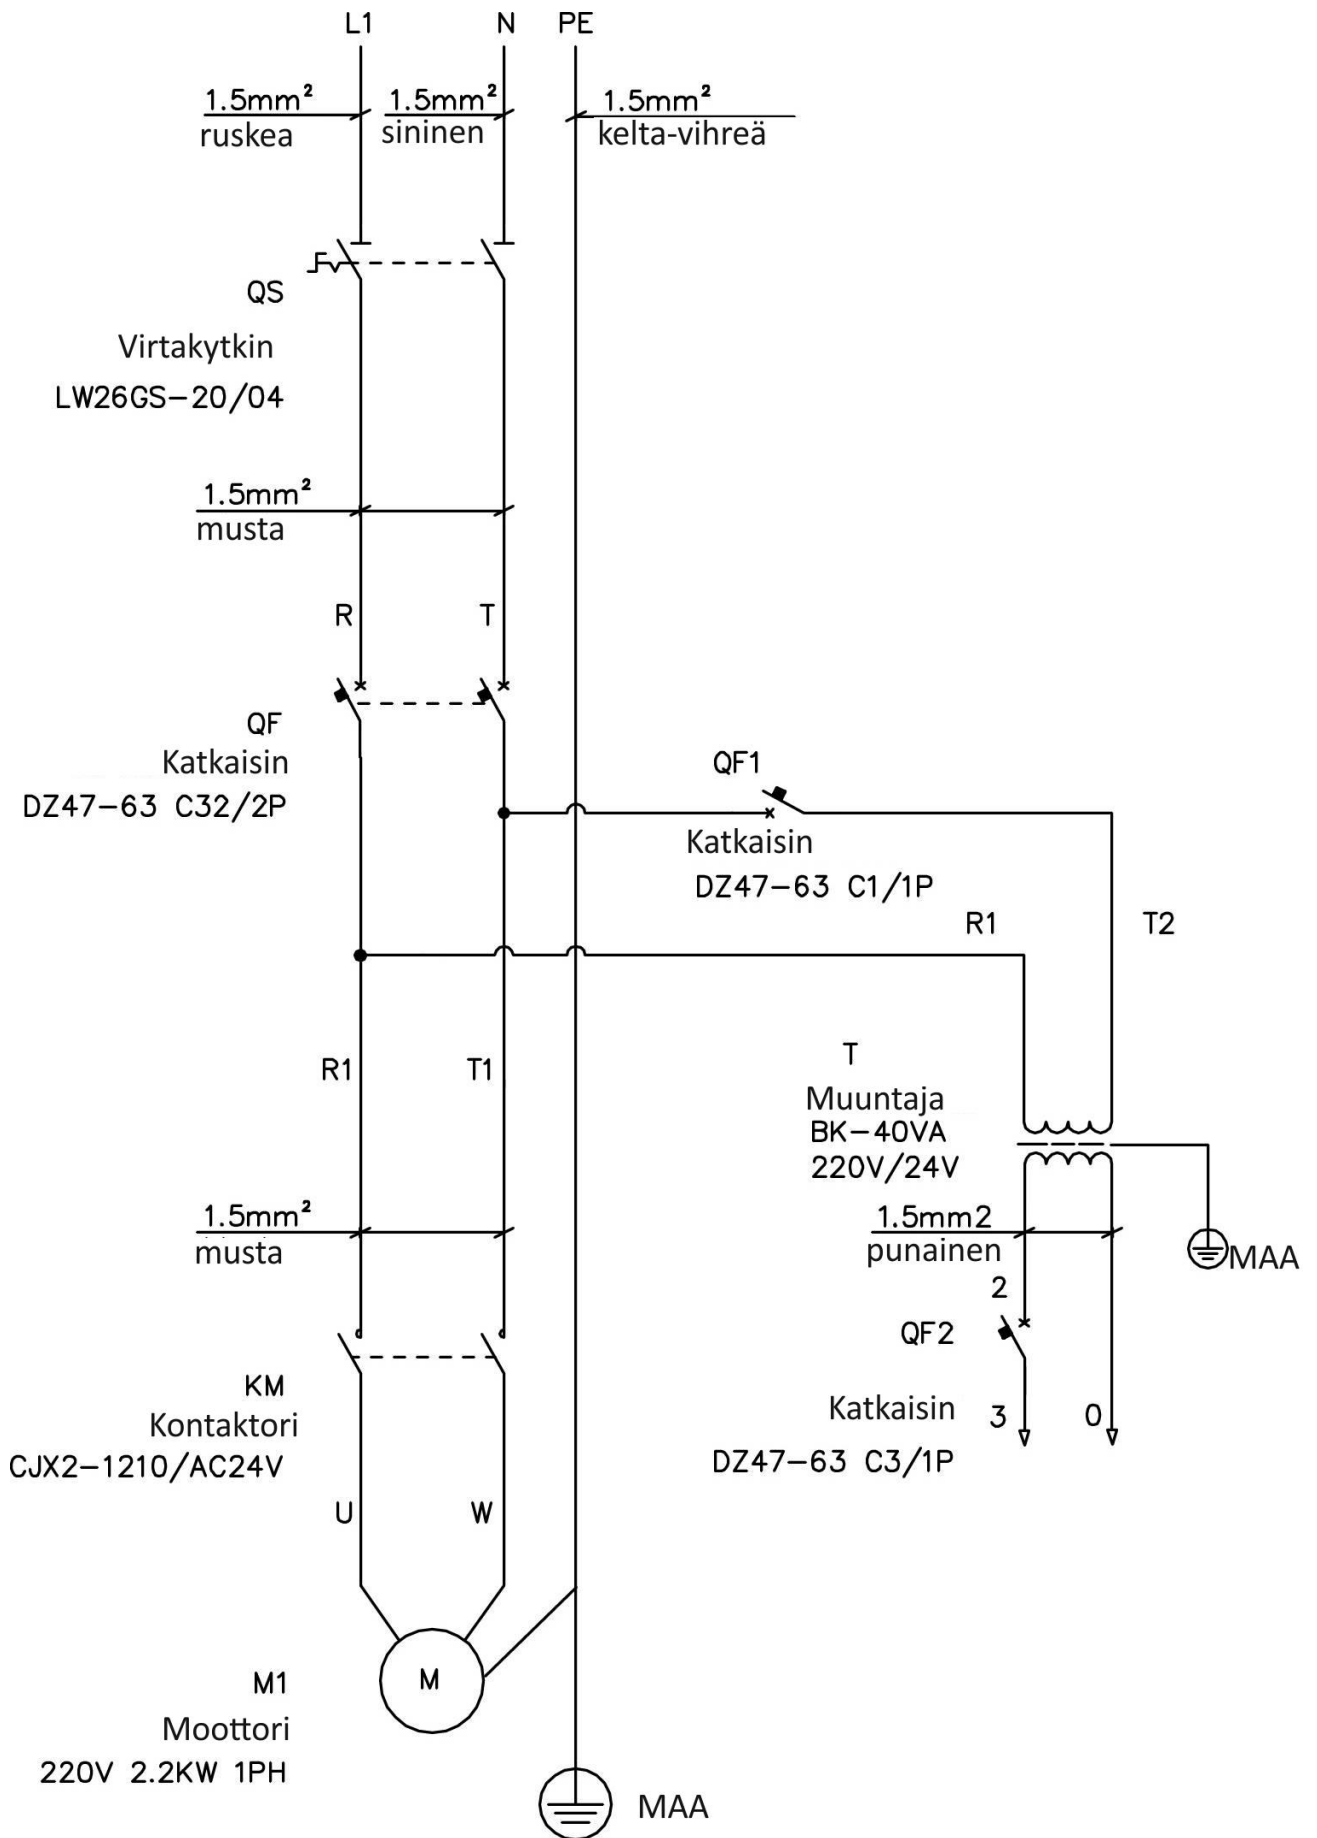 L1 N PE
1.5mm² 1.5mm² 1.5mm²
ruskea sininen kelta-vihreä
QS
Virtakytkin
LW26GS-20/04
1.5mm²
musta
R T
QF
Katkaisin
DZ47-63 C32/2P
QF1
Katkaisin
DZ47-63 C1/1P
R1 T2
R1 T1
T
Muuntaja
BK-40VA
220V/24V
1.5mm²
musta
1.5mm2
punainen
MAA
2
QF2
Katkaisin
3 0
DZ47-63 C3/1P
KM
Kontaktori
CJX2-1210/AC24V
U W
M1
M
Moottori
220V 2.2KW 1PH
MAA